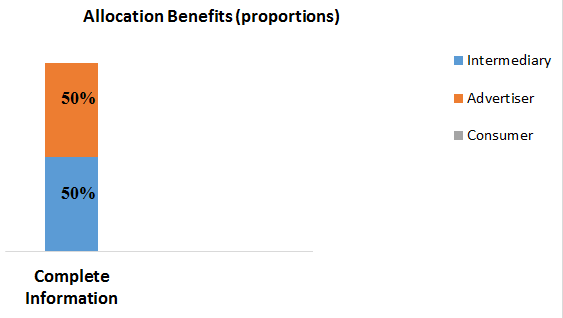 Allocation Benefits (proportions)
Intermediary
50%
Advertiser
Consumer
50%
Complete
Information